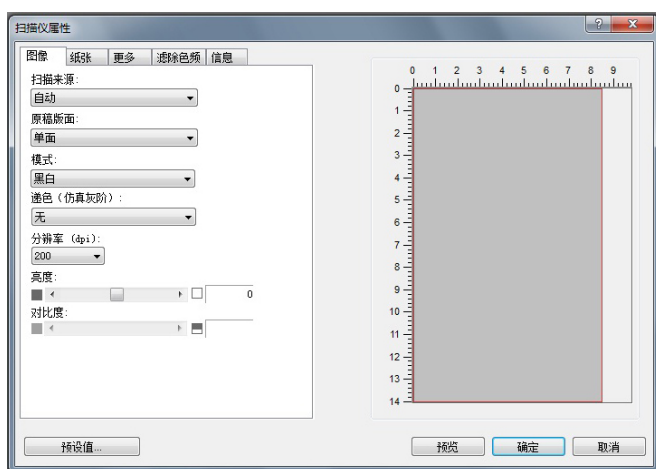 扫描仪属性
图像 纸张 更多 滤除色频 信息
扫描来源:
自动
原稿版面:
单面
模式:
黑白
递色（仿真灰阶）:
无
分辨率 (dpi):
200
亮度:
0
对比度:
0 1 2 3 4 5 6 7 8 9
0
1
2
3
4
5
6
7
8
9
10
11
12
13
14
预设值... 预览 确定 取消